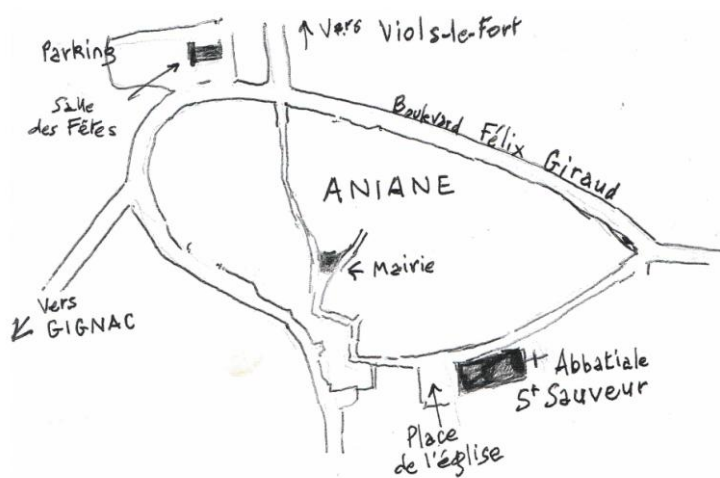 ↑ Vers Viols-le-Fort
Parking
Salle
des Fêtes
Boulevard Félix Giraud
ANIANE
← Mairie
Vers
GIGNAC
Abbatiale
St Sauveur
Place
de l'église